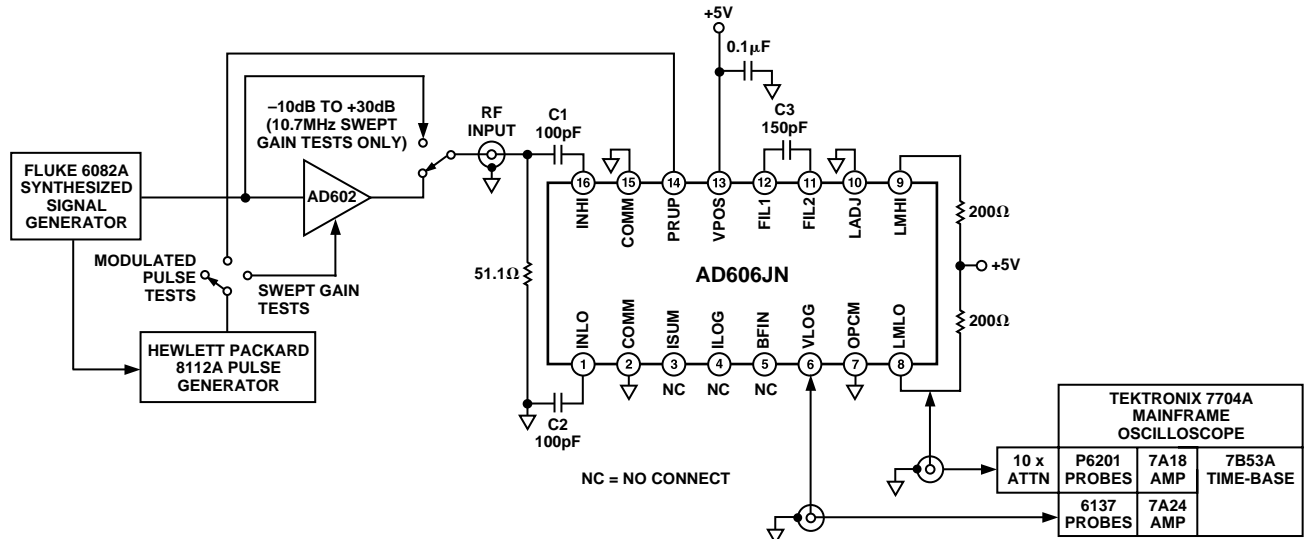 +5V
0.1µF
–10dB TO +30dB
(10.7MHz SWEPT
GAIN TESTS ONLY)
RF
INPUT
C1
100pF
C3
150pF
FLUKE 6082A
SYNTHESIZED
SIGNAL
GENERATOR
AD602
16
15
14
13
12
11
10
9
INHI
COMM
PRUP
VPOS
FIL1
FIL2
LADJ
LMHI
200Ω
+5V
200Ω
MODULATED
PULSE
TESTS
SWEPT GAIN
TESTS
51.1Ω
AD606JN
INLO
COMM
ISUM
ILOG
BFIN
VLOG
OPCM
LMLO
1
2
3
4
5
6
7
8
NC
NC
NC
HEWLETT PACKARD
8112A PULSE
GENERATOR
C2
100pF
NC = NO CONNECT
TEKTRONIX 7704A
MAINFRAME
OSCILLOSCOPE
10 x
ATTN
P6201
PROBES
7A18
AMP
7B53A
TIME-BASE
6137
PROBES
7A24
AMP